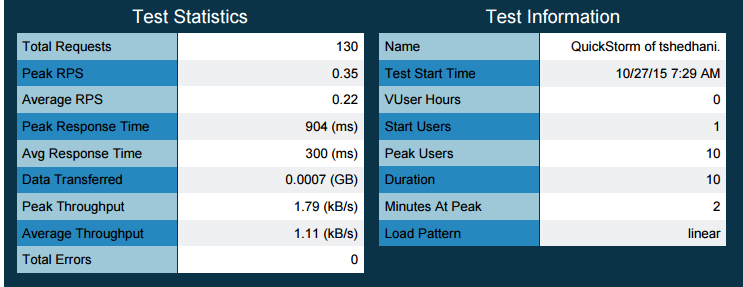 Test Statistics
Total Requests 130
Peak RPS 0.35
Average RPS 0.22
Peak Response Time 904 (ms)
Avg Response Time 300 (ms)
Data Transferred 0.0007 (GB)
Peak Throughput 1.79 (kB/s)
Average Throughput 1.11 (kB/s)
Total Errors 0
Test Information
Name QuickStorm of tshedhani.
Test Start Time 10/27/15 7:29 AM
VUser Hours 0
Start Users 1
Peak Users 10
Duration 10
Minutes At Peak 2
Load Pattern linear